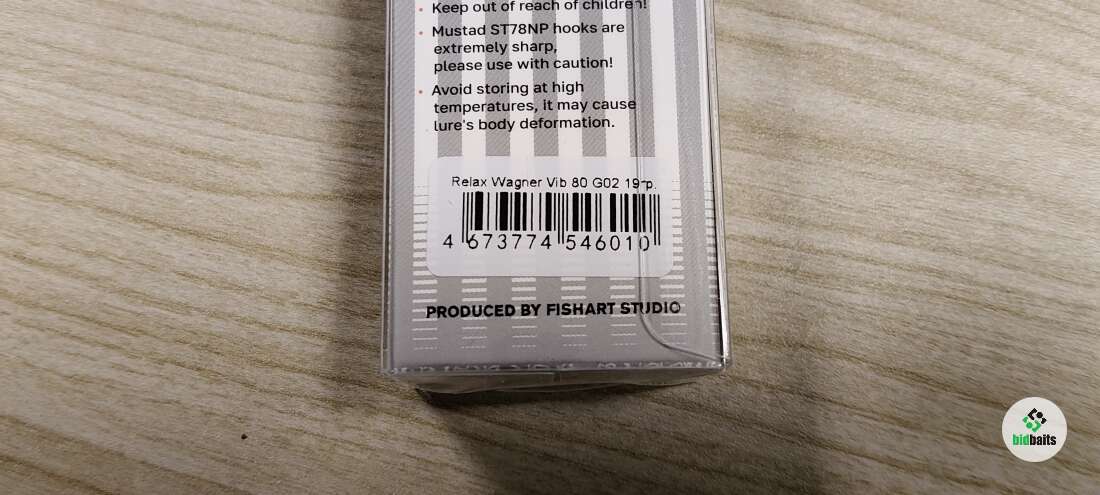 • Keep out of reach of children!
• Mustad ST78NP hooks are
extremely sharp,
please use with caution!
• Avoid storing at high
temperatures, it may cause
lure's body deformation.
Relax Wagner Vib 80 G02 19гр.
4 673774 546010
PRODUCED BY FISHART STUDIO
bidbaits